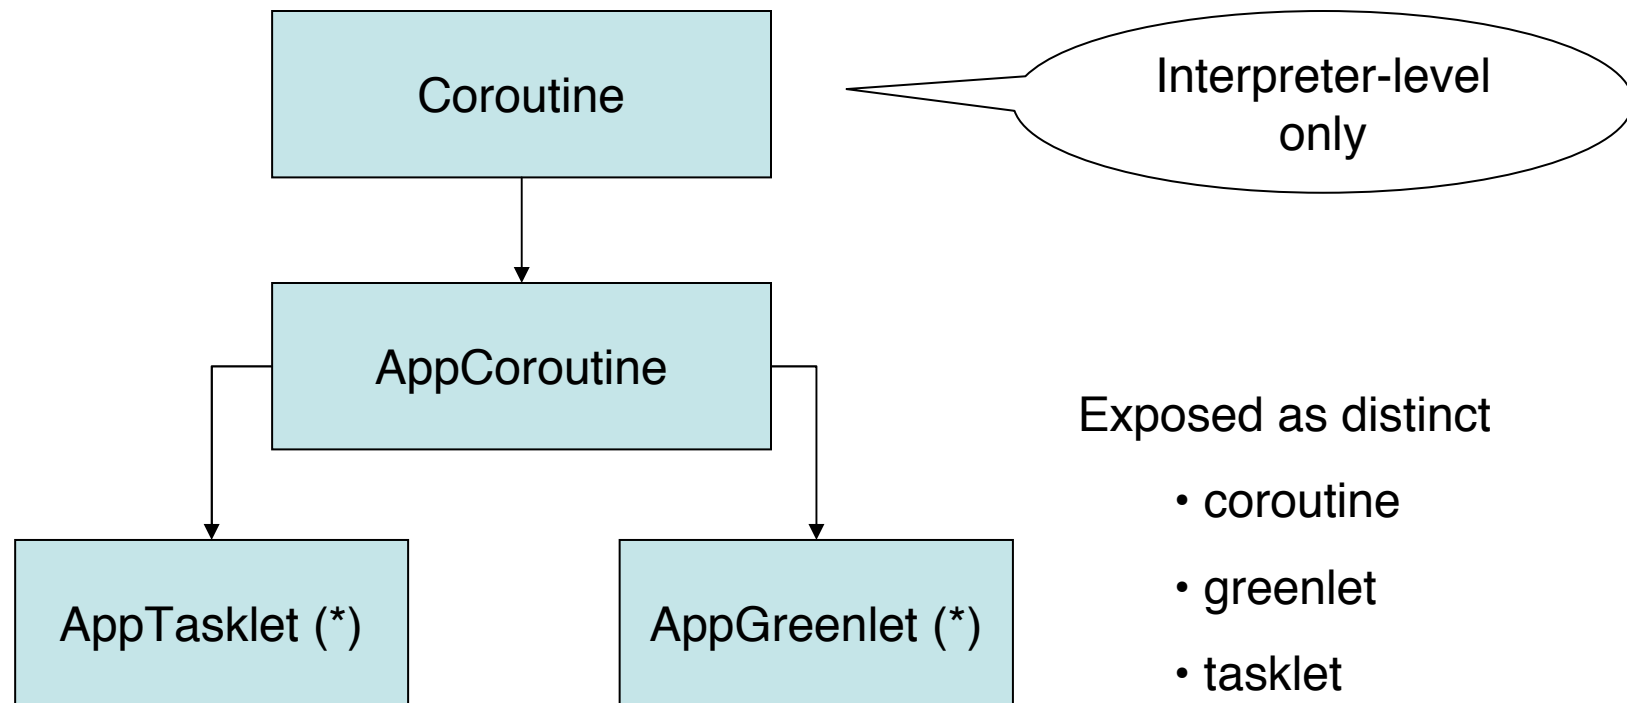 Coroutine
Interpreter-level
only
AppCoroutine
Exposed as distinct
• coroutine
• greenlet
• tasklet
AppTasklet (*)
AppGreenlet (*)